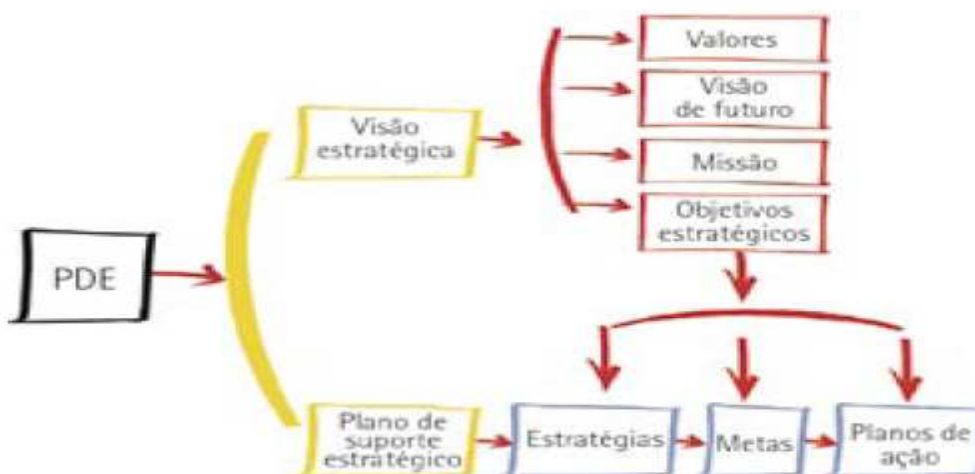 Valores
Visão
de futuro
Visão
estratégica
Missão
Objetivos
estratégicos
PDE
Plano de
suporte
estratégico
Estratégias
Metas
Planos de
ação